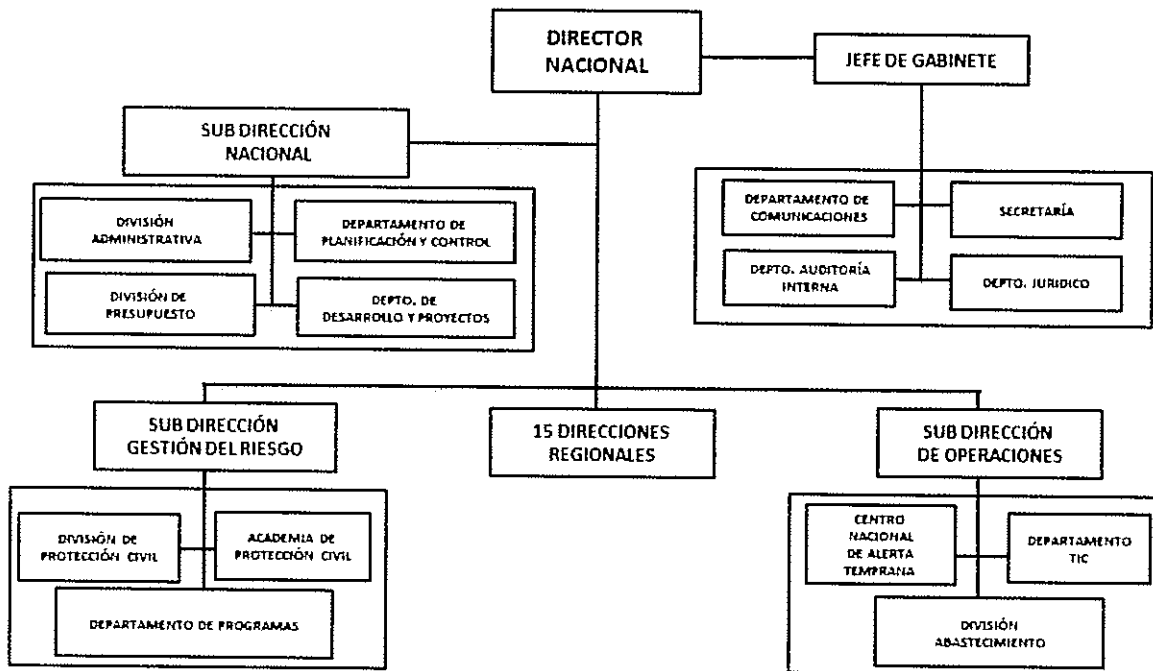 DIRECTOR
NACIONAL
JEFE DE GABINETE
SUB DIRECCIÓN
NACIONAL
DIVISIÓN
ADMINISTRATIVA
DEPARTAMENTO DE
PLANIFICACIÓN Y CONTROL
DIVISIÓN DE
PRESUPUESTO
DEPTO. DE
DESARROLLO Y PROYECTOS
DEPARTAMENTO DE
COMUNICACIONES
SECRETARÍA
DEPTO. AUDITORÍA
INTERNA
DEPTO. JURIDICO
SUB DIRECCIÓN
GESTIÓN DEL RIESGO
15 DIRECCIONES
REGIONALES
SUB DIRECCIÓN
DE OPERACIONES
DIVISIÓN DE
PROTECCIÓN CIVIL
ACADEMIA DE
PROTECCIÓN CIVIL
DEPARTAMENTO DE PROGRAMAS
CENTRO
NACIONAL
DE ALERTA
TEMPRANA
DEPARTAMENTO
TIC
DIVISIÓN
ABASTECIMIENTO